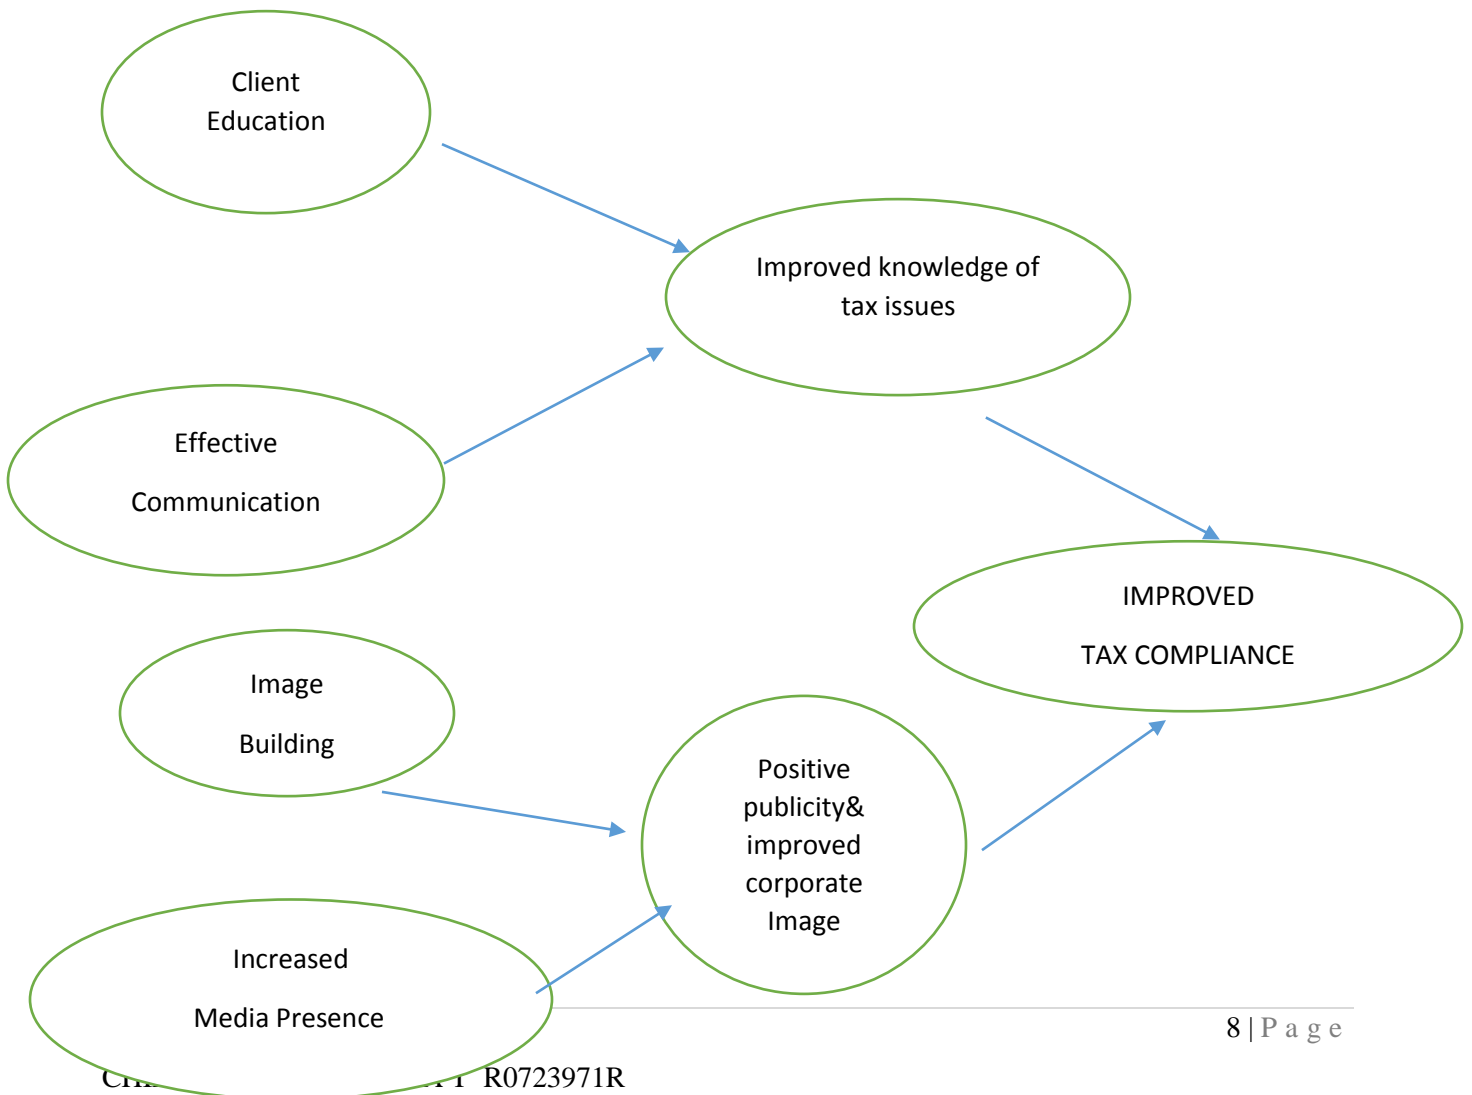 Client
Education
Improved knowledge of
tax issues
Effective
Communication
IMPROVED
TAX COMPLIANCE
Image
Building
Positive
publicity&
improved
corporate
Image
Increased
Media Presence
8 | P a g e
R0723971R